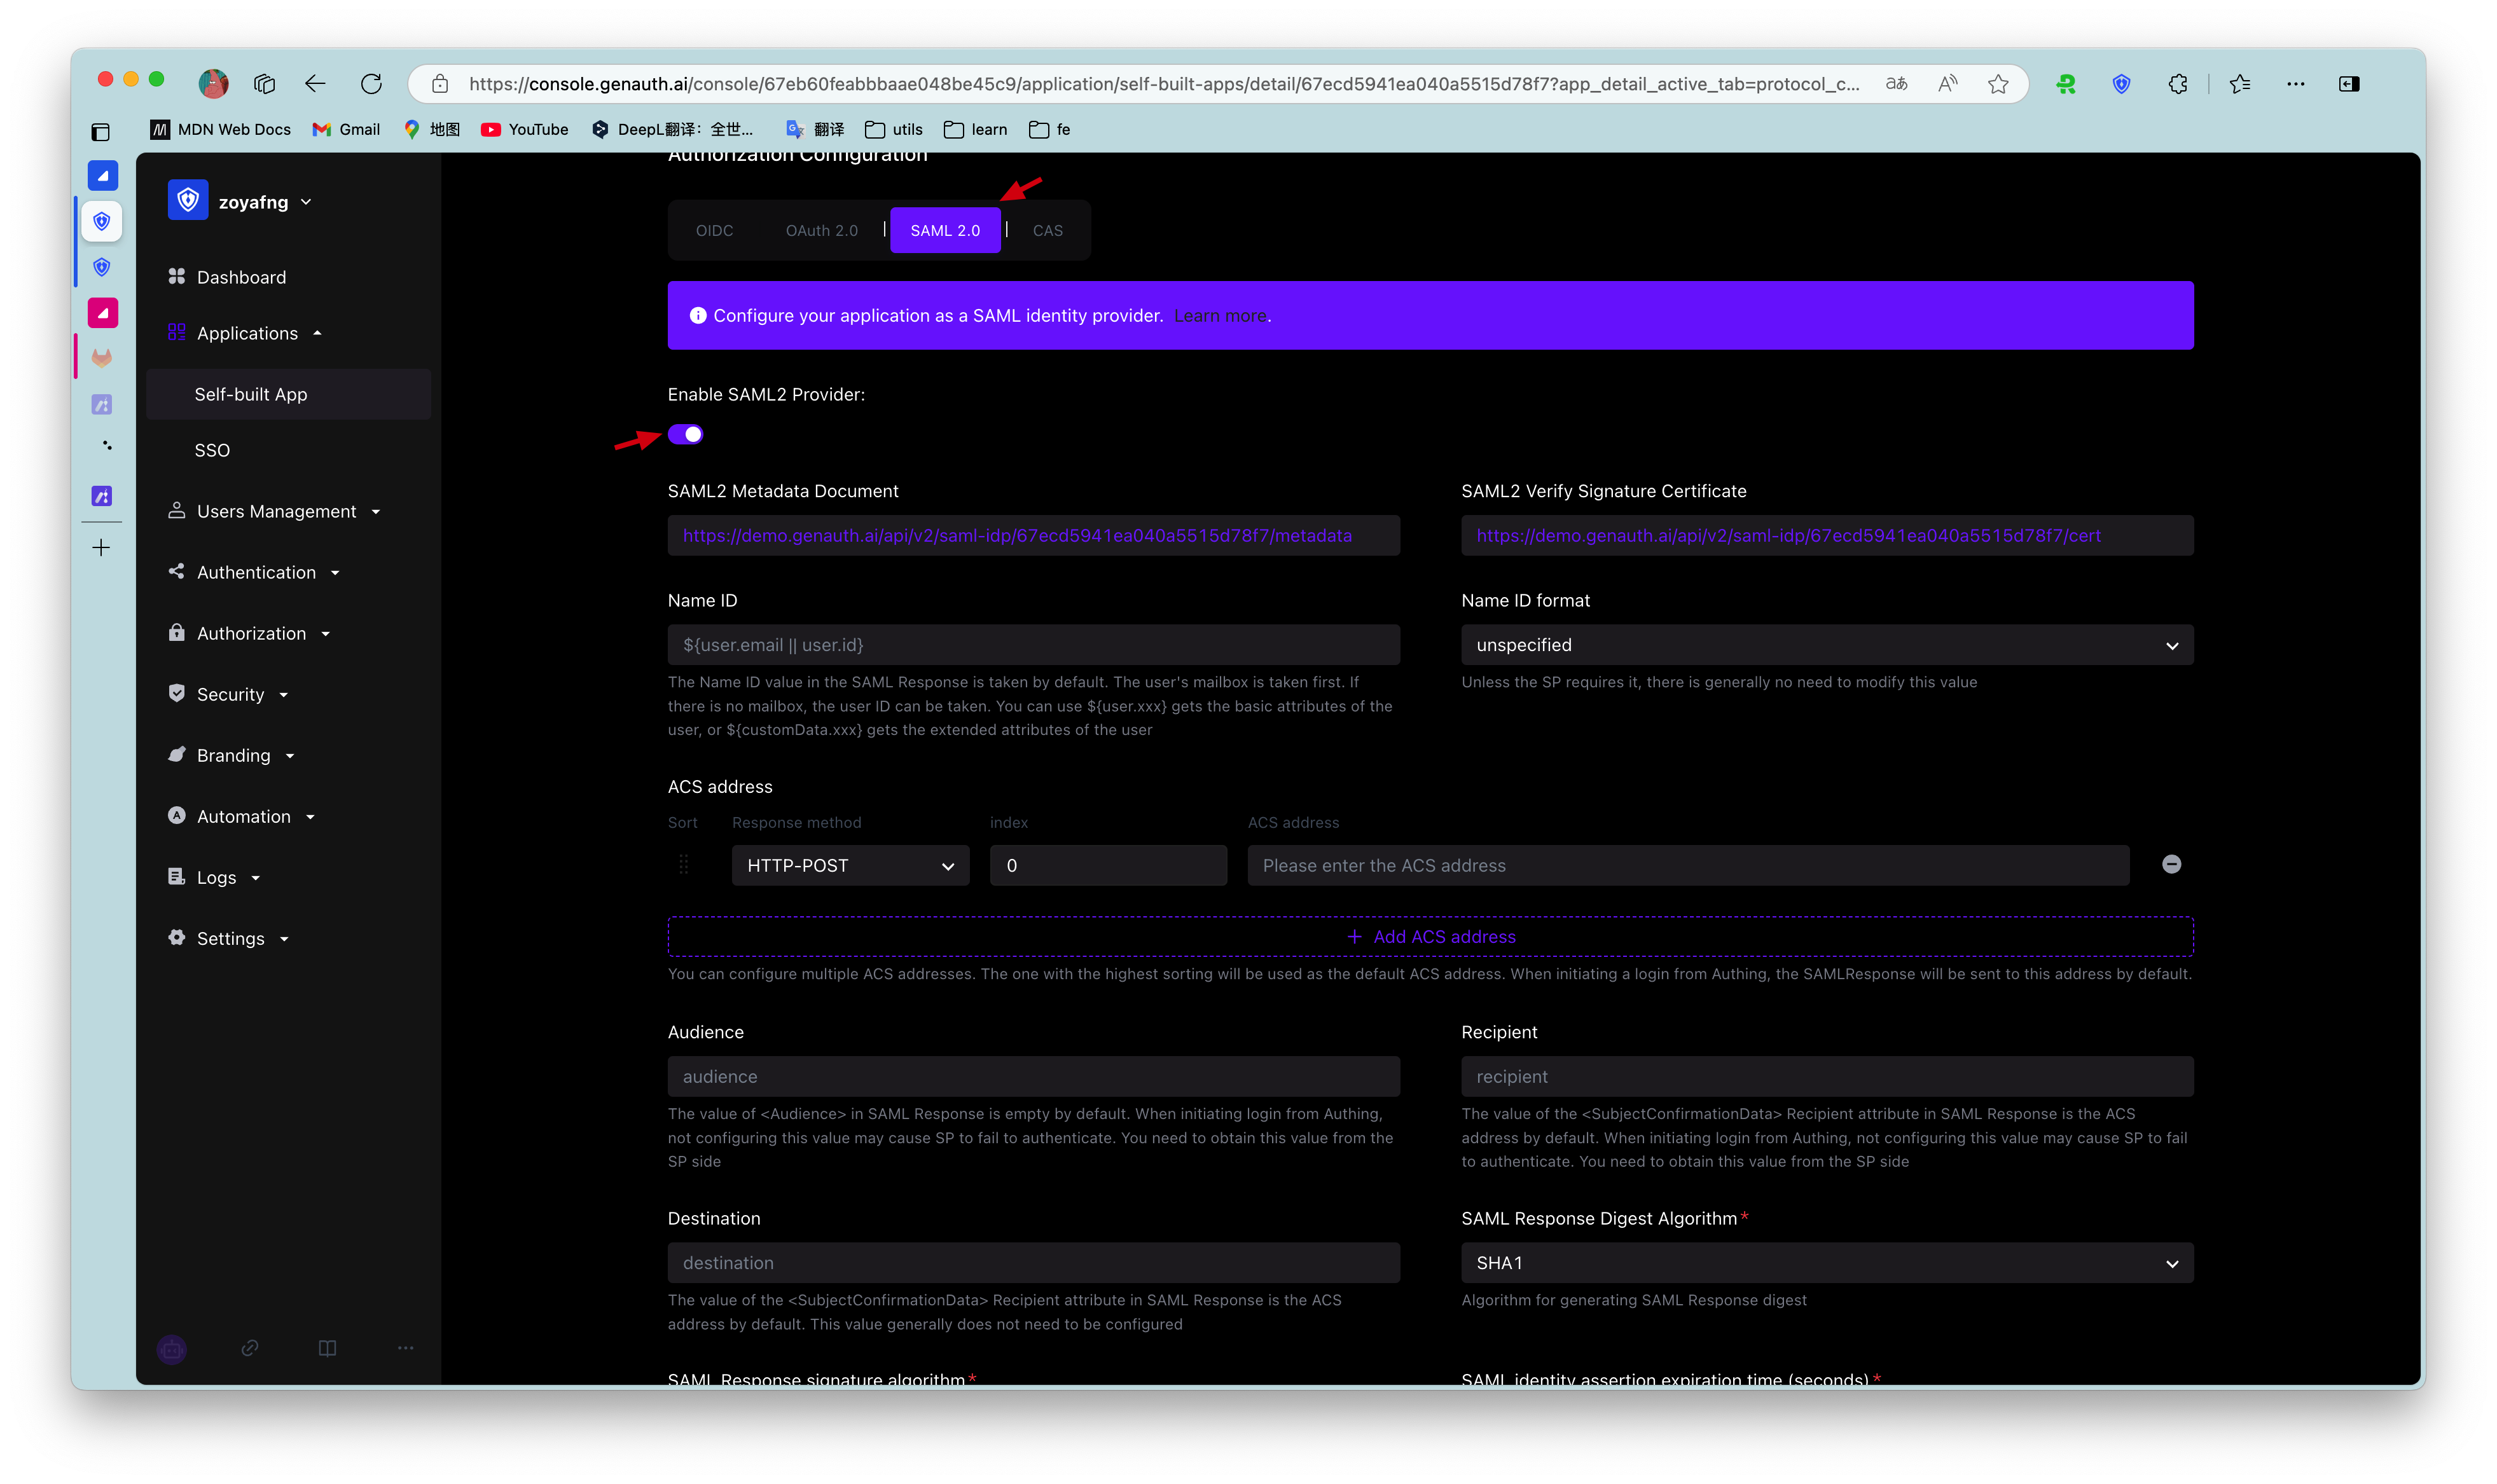 https://console.genauth.ai/console/67eb60feabbbaae048be45c9/application/self-built-apps/detail/67ecd5941ea040a5515d78f7?app_detail_active_tab=protocol_c...
MDN Web Docs
Gmail
地图
YouTube
DeepL翻译：全世...
翻译
utils
learn
fe
zoyafng
Dashboard
Applications
Self-built App
SSO
Users Management
Authentication
Authorization
Security
Branding
Automation
Logs
Settings
Authorization Configuration
OIDC
OAuth 2.0
SAML 2.0
CAS
Configure your application as a SAML identity provider. Learn more.
Enable SAML2 Provider:
SAML2 Metadata Document
https://demo.genauth.ai/api/v2/saml-idp/67ecd5941ea040a5515d78f7/metadata
SAML2 Verify Signature Certificate
https://demo.genauth.ai/api/v2/saml-idp/67ecd5941ea040a5515d78f7/cert
Name ID
${user.email || user.id}
The Name ID value in the SAML Response is taken by default. The user's mailbox is taken first. If
there is no mailbox, the user ID can be taken. You can use ${user.xxx} gets the basic attributes of the
user, or ${customData.xxx} gets the extended attributes of the user
Name ID format
unspecified
Unless the SP requires it, there is generally no need to modify this value
ACS address
Sort
Response method
index
ACS address
HTTP-POST
0
Please enter the ACS address
+ Add ACS address
You can configure multiple ACS addresses. The one with the highest sorting will be used as the default ACS address. When initiating a login from Authing, the SAMLResponse will be sent to this address by default.
Audience
audience
The value of <Audience> in SAML Response is empty by default. When initiating login from Authing,
not configuring this value may cause SP to fail to authenticate. You need to obtain this value from the
SP side
Recipient
recipient
The value of the <SubjectConfirmationData> Recipient attribute in SAML Response is the ACS
address by default. When initiating login from Authing, not configuring this value may cause SP to fail
to authenticate. You need to obtain this value from the SP side
Destination
destination
The value of the <SubjectConfirmationData> Recipient attribute in SAML Response is the ACS
address by default. This value generally does not need to be configured
SAML Response Digest Algorithm*
SHA1
Algorithm for generating SAML Response digest
SAML Response signature algorithm*
SAML identity assertion expiration time (seconds)*